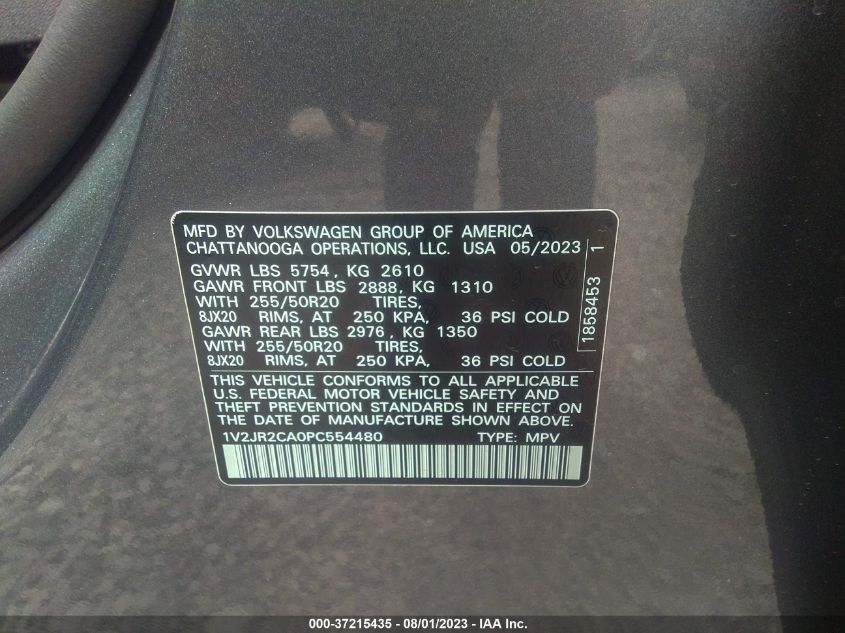 MFD BY VOLKSWAGEN GROUP OF AMERICA
CHATTANOOGA OPERATIONS, LLC. USA 05/2023
GVWR LBS 5754, KG 2610
GAWR FRONT LBS 2888, KG 1310
WITH 255/50R20 TIRES,
8JX20 RIMS, AT 250 KPA, 36 PSI COLD
GAWR REAR LBS 2976, KG 1350
WITH 255/50R20 TIRES,
8JX20 RIMS, AT 250 KPA, 36 PSI COLD
THIS VEHICLE CONFORMS TO ALL APPLICABLE
U.S. FEDERAL MOTOR VEHICLE SAFETY AND
THEFT PREVENTION STANDARDS IN EFFECT ON
THE DATE OF MANUFACTURE SHOWN ABOVE.
1V2JR2CA0PC554480 TYPE: MPV
1858453 1
000-37215435 - 08/01/2023 - IAA Inc.